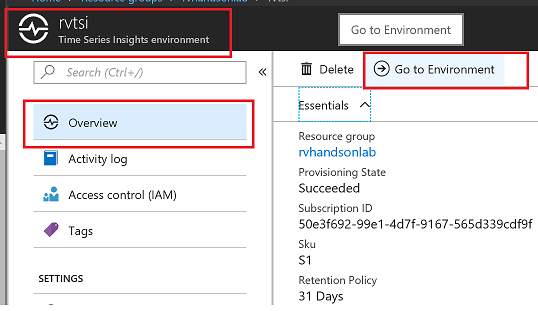 rvtsi
Time Series Insights environment
Go to Environment
Search (Ctrl+/)
«
Delete
Go to Environment
Overview
Activity log
Access control (IAM)
Tags
SETTINGS
Essentials
Resource group
rvhandsonlab
Provisioning State
Succeeded
Subscription ID
50e3f692-99e1-4d7f-9167-565d339cdf9f
Sku
S1
Retention Policy
31 Days